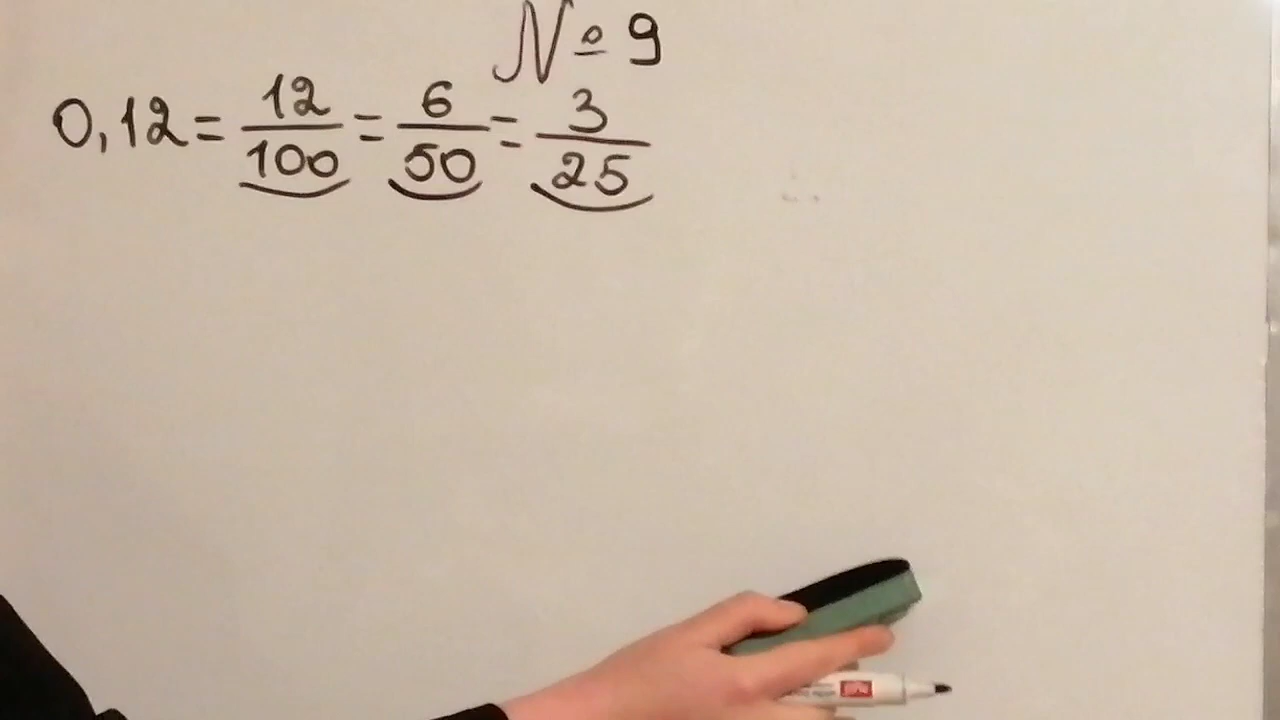 № 9
0,12 = 12/100 = 6/50 = 3/25